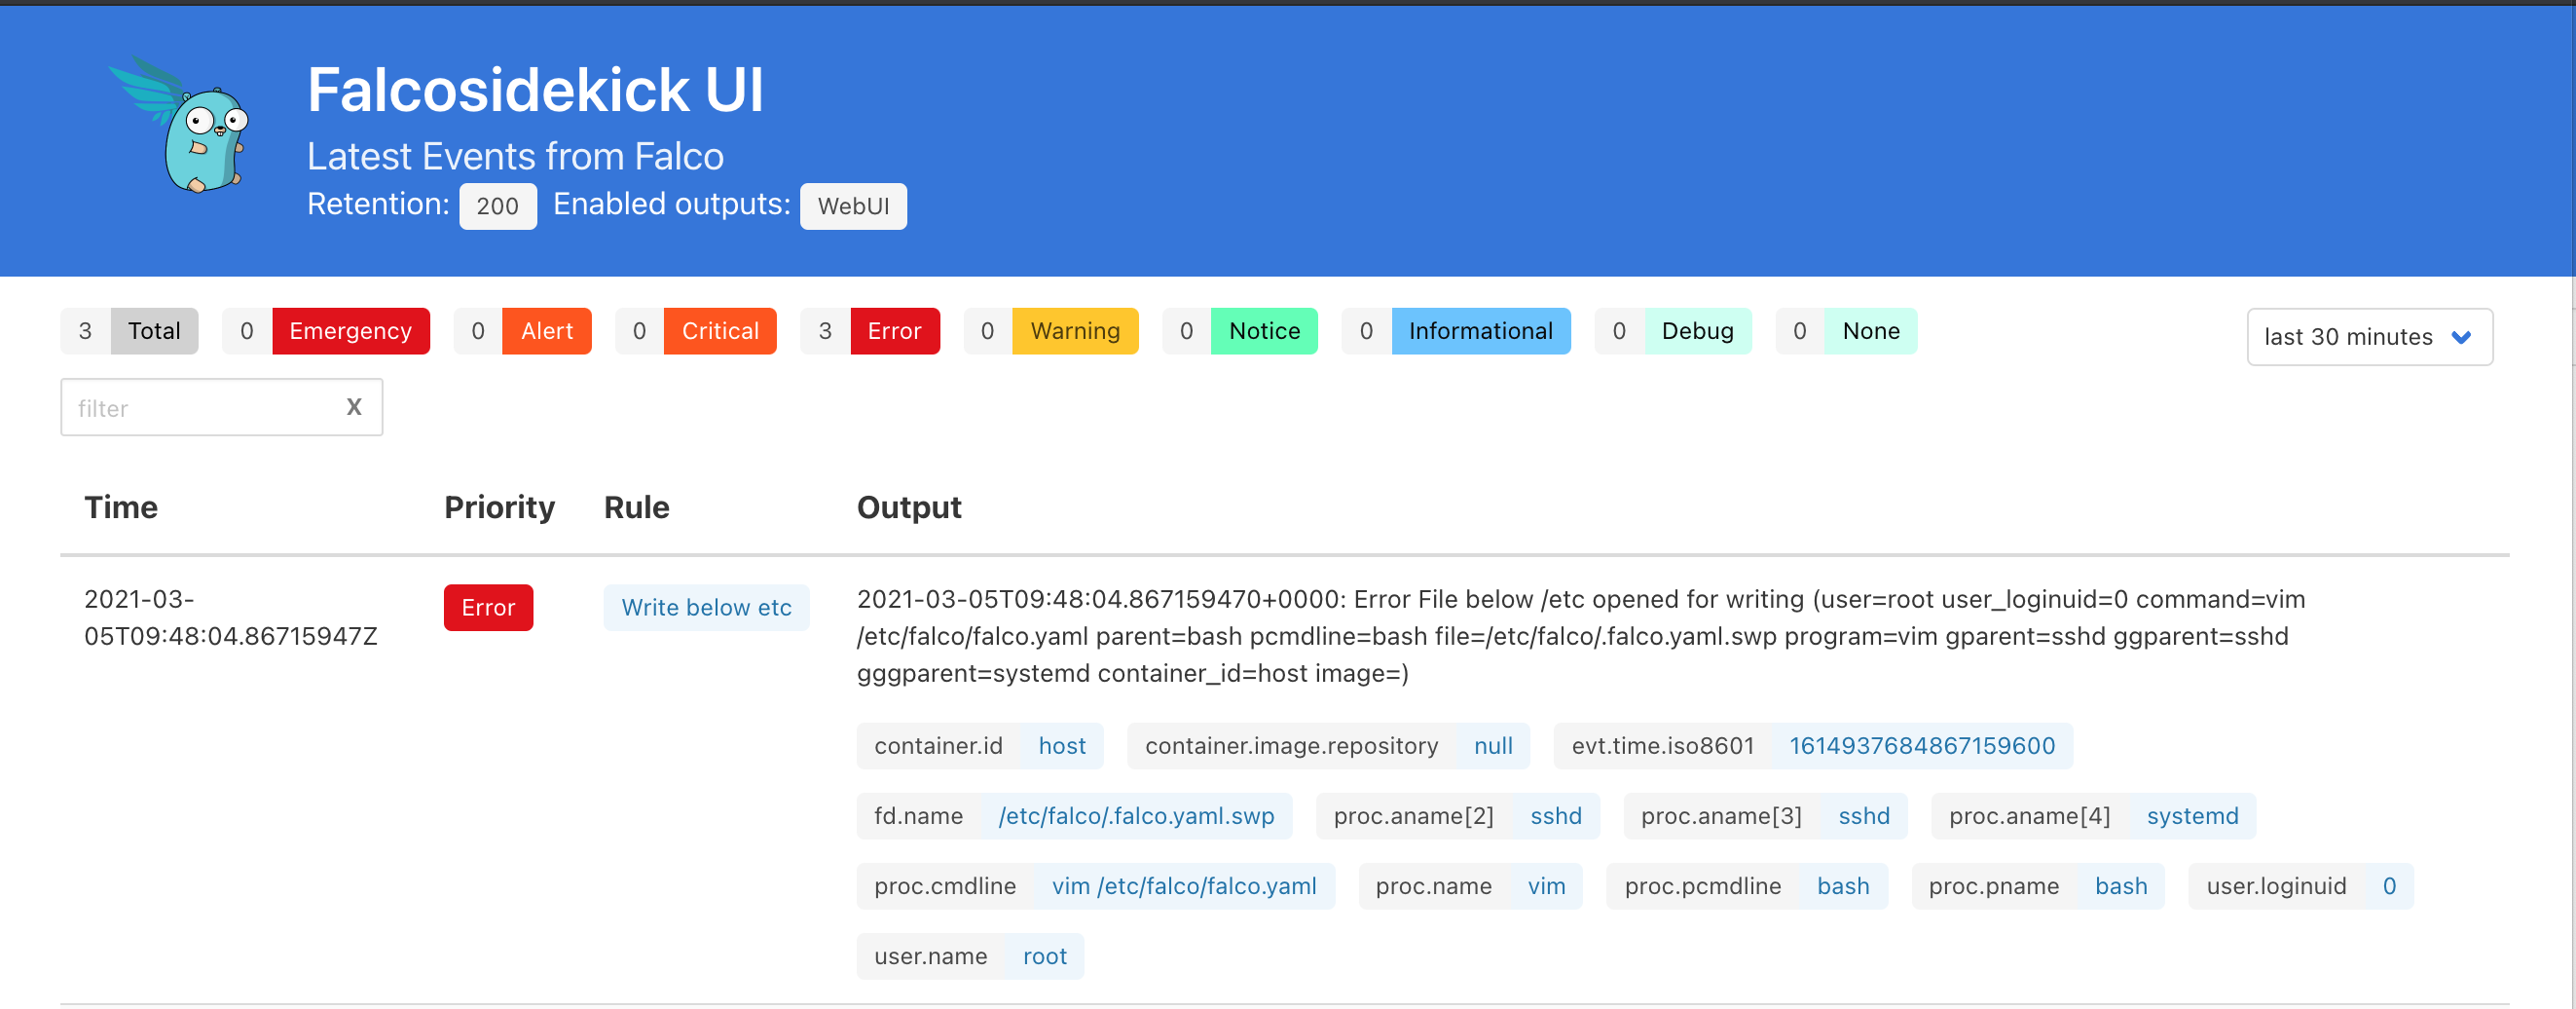 Falcosidekick UI
Latest Events from Falco
Retention: 200 Enabled outputs: WebUI
3 Total 0 Emergency 0 Alert 0 Critical 3 Error 0 Warning 0 Notice 0 Informational 0 Debug 0 None last 30 minutes
filter X
Time Priority Rule Output
2021-03-
05T09:48:04.86715947Z
Error
Write below etc
2021-03-05T09:48:04.867159470+0000: Error File below /etc opened for writing (user=root user_loginuid=0 command=vim
/etc/falco/falco.yaml parent=bash pcmdline=bash file=/etc/falco/.falco.yaml.swp program=vim gparent=sshd ggparent=sshd
gggparent=systemd container_id=host image=)
container.id host container.image.repository null evt.time.iso8601 1614937684867159600
fd.name /etc/falco/.falco.yaml.swp proc.aname[2] sshd proc.aname[3] sshd proc.aname[4] systemd
proc.cmdline vim /etc/falco/falco.yaml proc.name vim proc.pcmdline bash proc.pname bash user.loginuid 0
user.name root